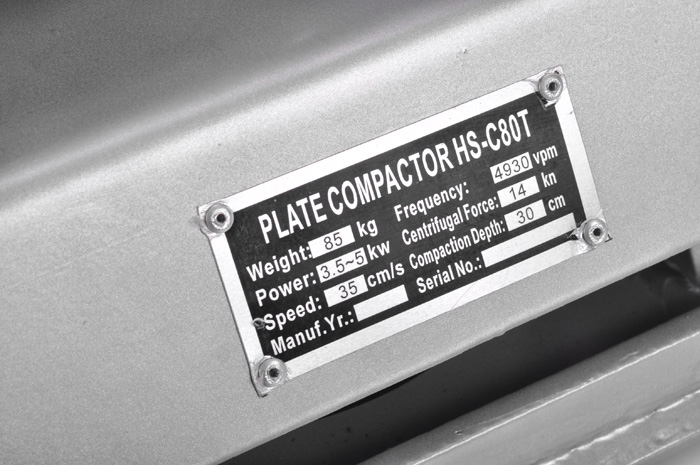 PLATE COMPACTOR HS-C80T
Weight: 85 kg Frequency: 4930 vpm
Power: 3.5~5 kw Centrifugal Force: 14 kn
Speed: 35 cm/s Compaction Depth: 30 cm
Manuf.Yr.: Serial No.: